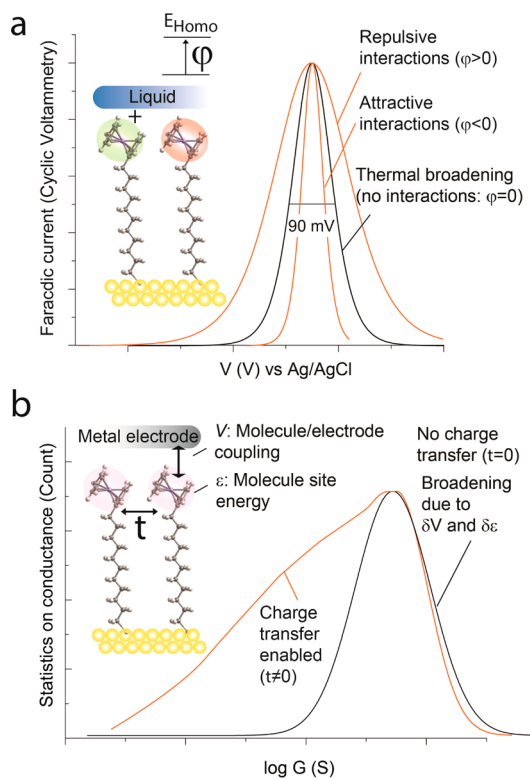 a
E_Homo
φ
Liquid
+
Repulsive
interactions (φ>0)
Attractive
interactions (φ<0)
Thermal broadening
(no interactions: φ=0)
90 mV
Faracdic current (Cyclic Voltammetry)
V (V) vs Ag/AgCl
b
Metal electrode
V: Molecule/electrode
coupling
ε: Molecule site
energy
t
No charge
transfer (t=0)
Broadening
due to
δV and δε
Charge
transfer
enabled
(t≠0)
Statistics on conductance (Count)
log G (S)